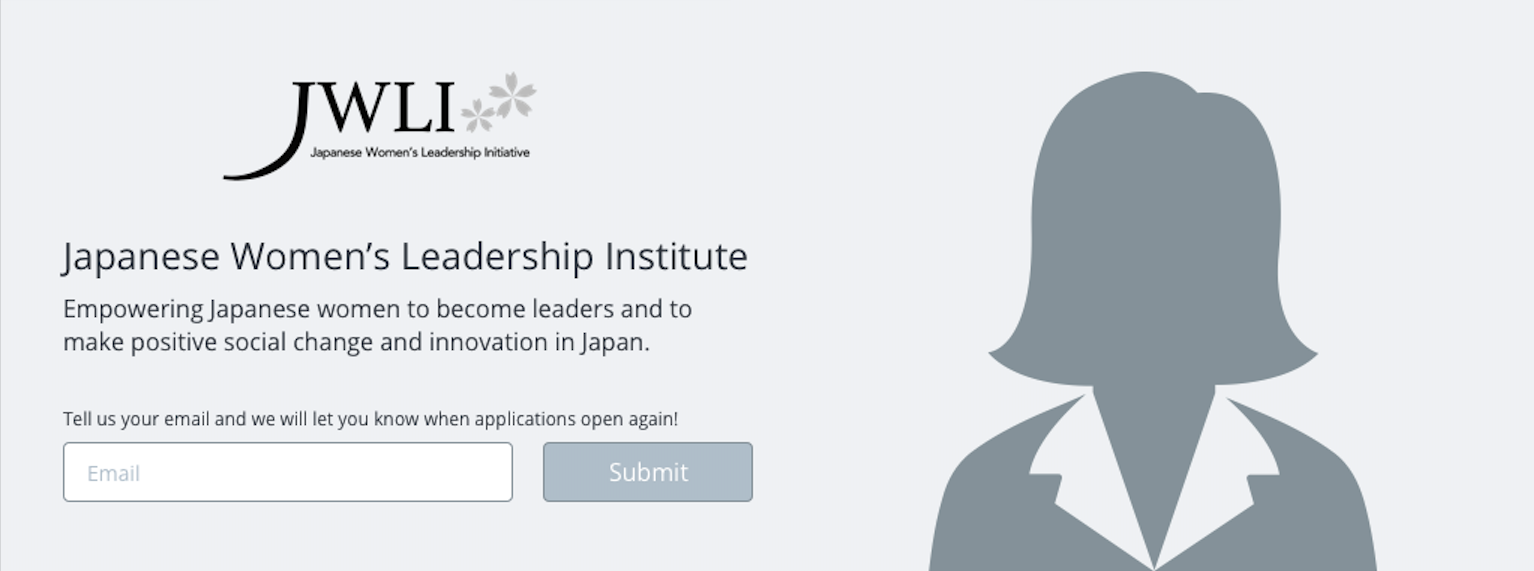 JWLI
Japanese Women's Leadership Initiative
Japanese Women’s Leadership Institute
Empowering Japanese women to become leaders and to
make positive social change and innovation in Japan.
Tell us your email and we will let you know when applications open again!
Email
Submit